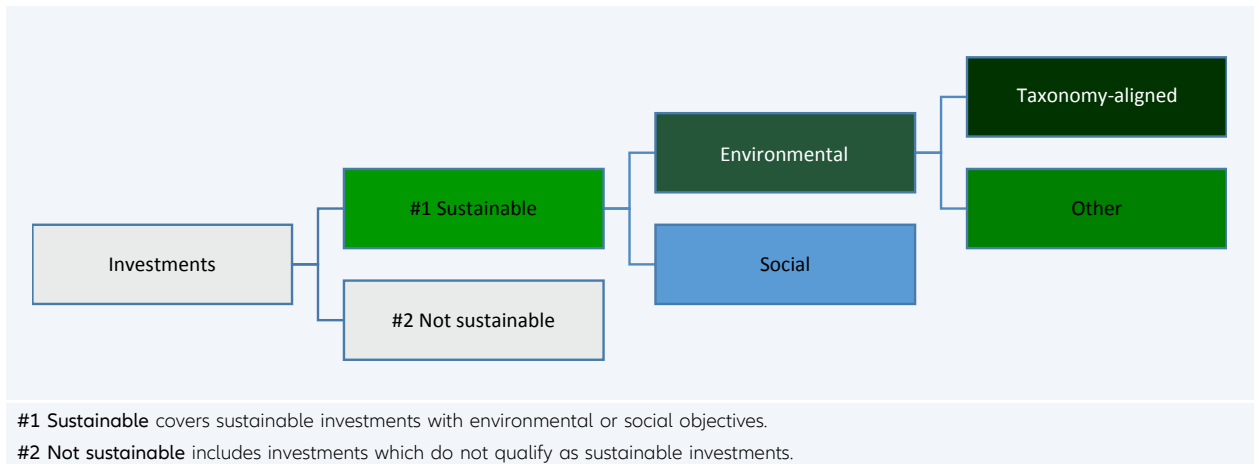 Taxonomy-aligned
Environmental
#1 Sustainable
Other
Investments
Social
#2 Not sustainable
#1 Sustainable covers sustainable investments with environmental or social objectives.
#2 Not sustainable includes investments which do not qualify as sustainable investments.